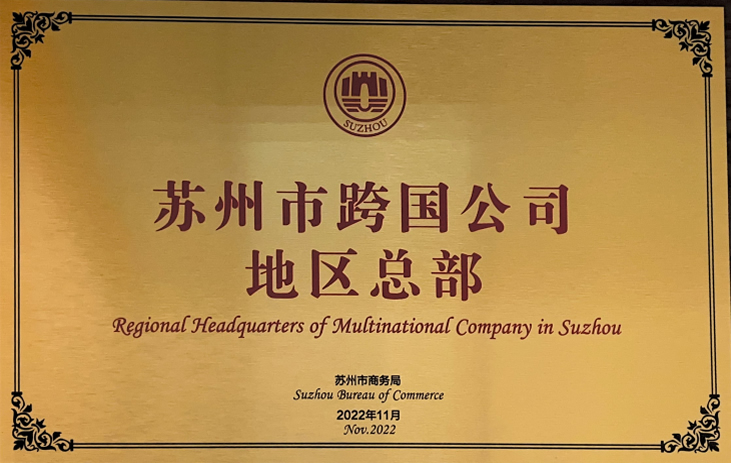 SUZHOU
苏州市跨国公司
地区总部
Regional Headquarters of Multinational Company in Suzhou
苏州市商务局
Suzhou Bureau of Commerce
2022年11月
Nov.2022